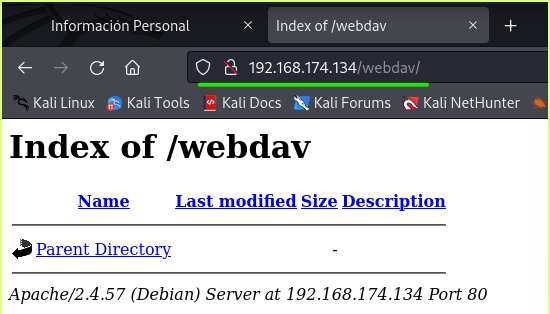 Información Personal
Index of /webdav
192.168.174.134/webdav/
Kali Linux Kali Tools Kali Docs Kali Forums Kali NetHunter
Index of /webdav
Name Last modified Size Description
Parent Directory -
Apache/2.4.57 (Debian) Server at 192.168.174.134 Port 80